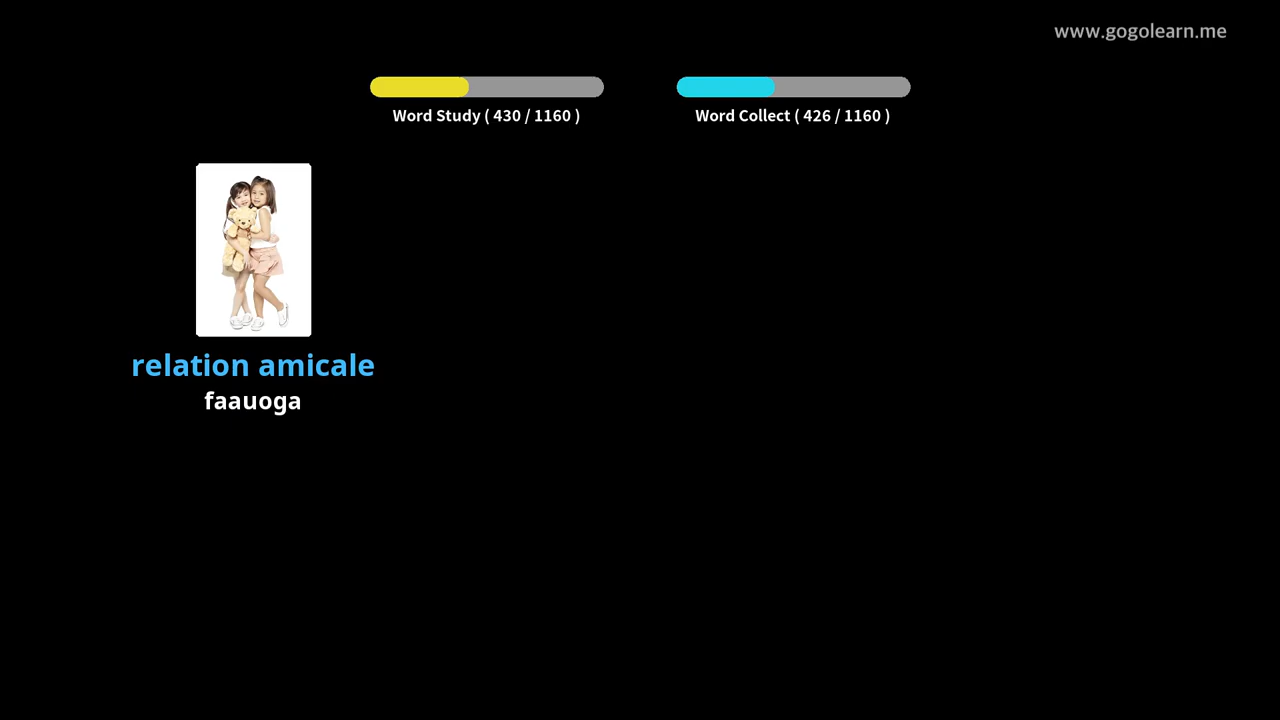 www.gogolearn.me
Word Study ( 430 / 1160 )
Word Collect ( 426 / 1160 )
relation amicale
faauoga